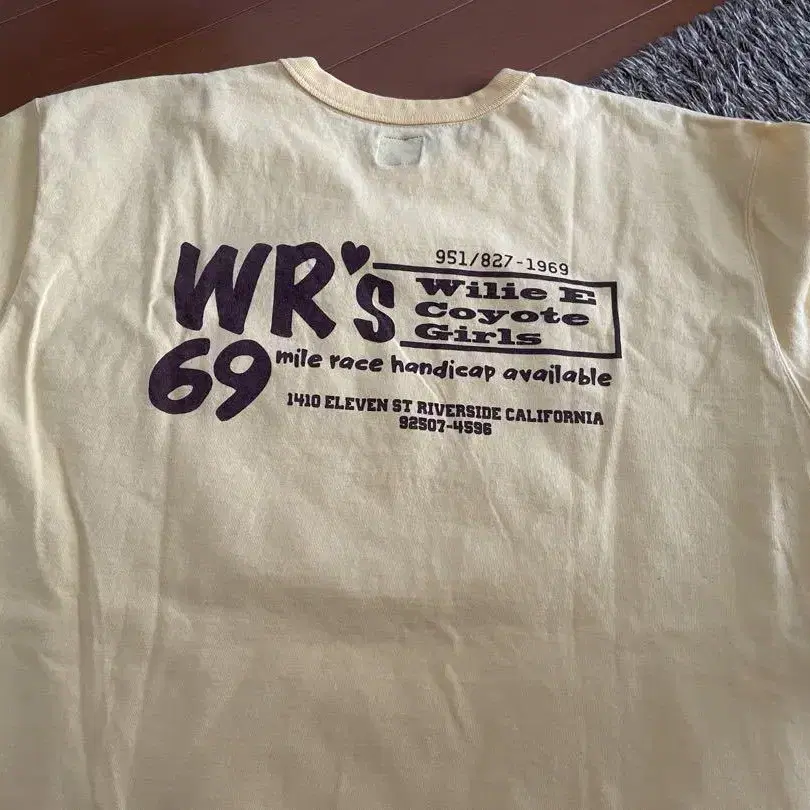 WR's
951/827-1969
Wilie E
Coyote
Girls
69 mile race handicap available
1410 ELEVEN ST RIVERSIDE CALIFORNIA
92507-4596